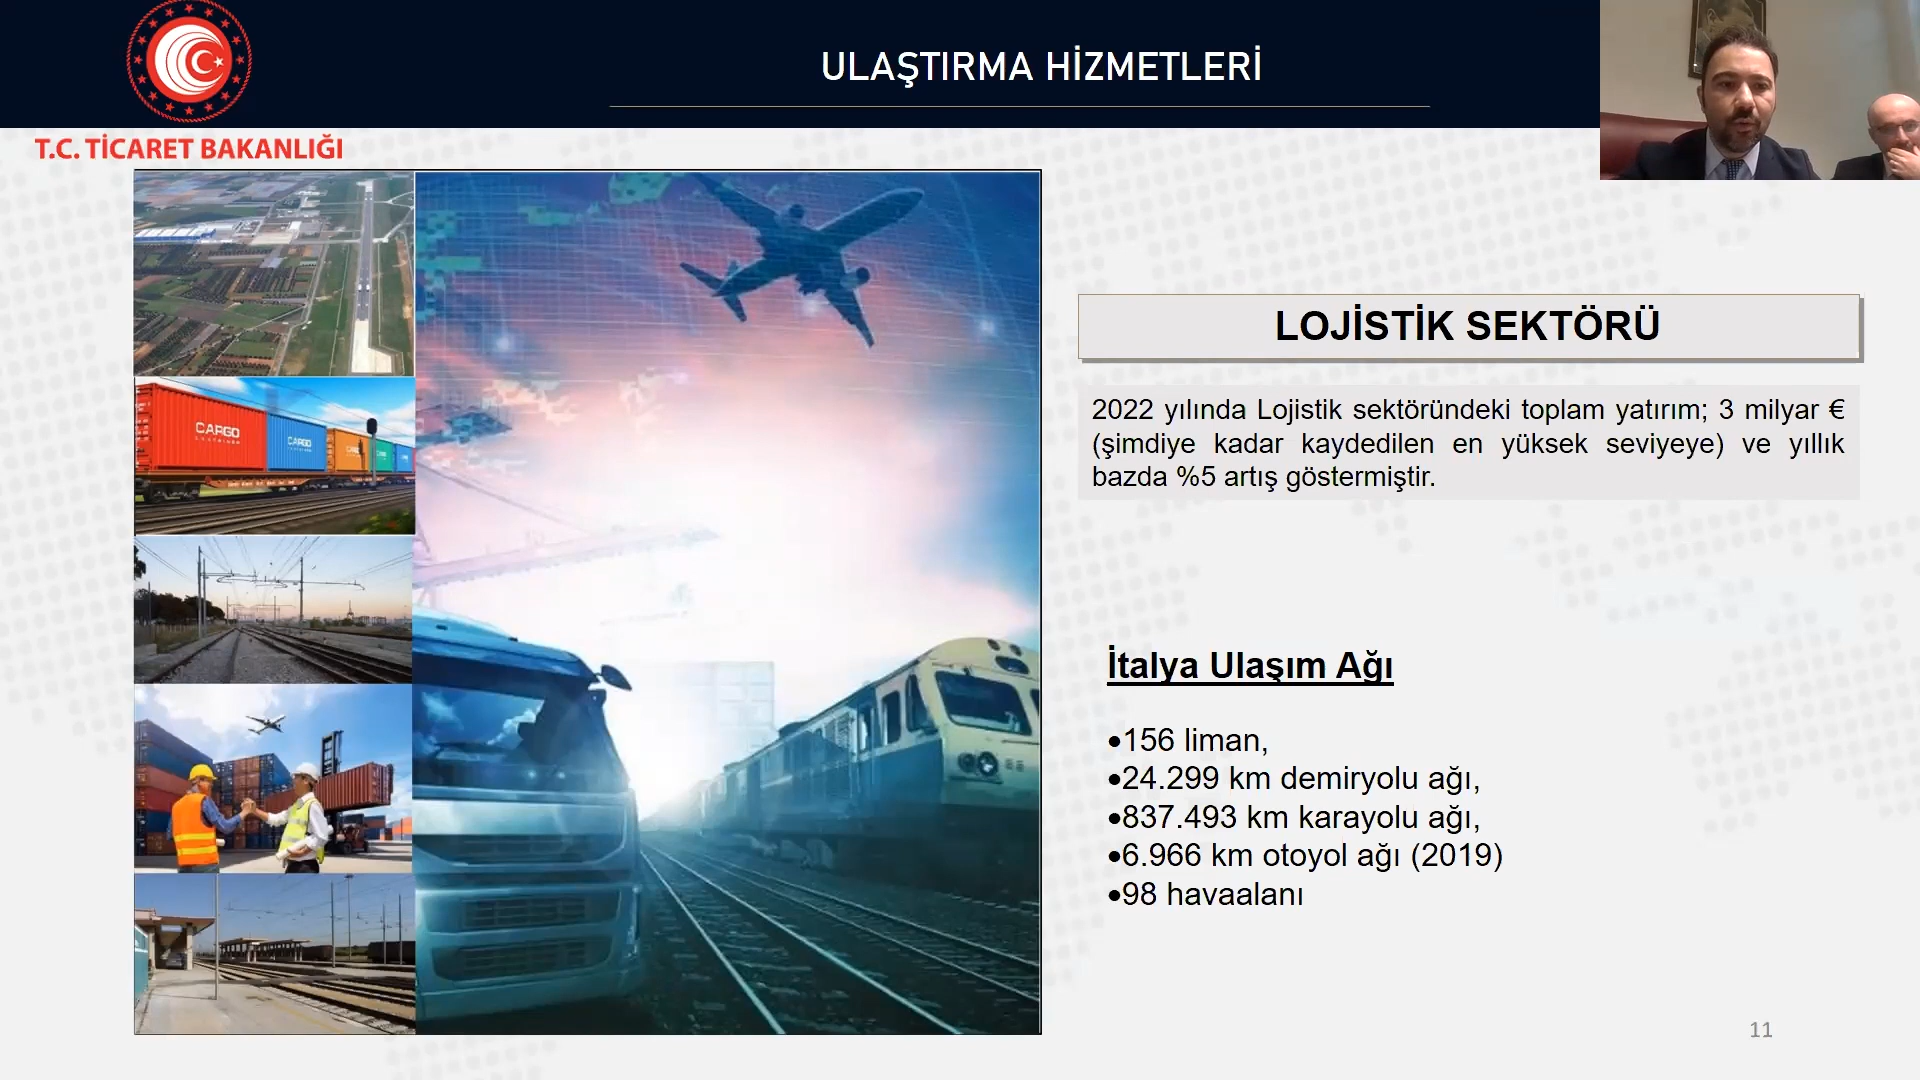 ULAŞTIRMA HİZMETLERİ
T.C. TİCARET BAKANLIĞI
CARGO
CARGO
CARGO
LOJİSTİK SEKTÖRÜ
2022 yılında Lojistik sektöründeki toplam yatırım; 3 milyar €
(şimdiye kadar kaydedilen en yüksek seviyeye) ve yıllık
bazda %5 artış göstermiştir.
İtalya Ulaşım Ağı
•156 liman,
•24.299 km demiryolu ağı,
•837.493 km karayolu ağı,
•6.966 km otoyol ağı (2019)
•98 havaalanı
11